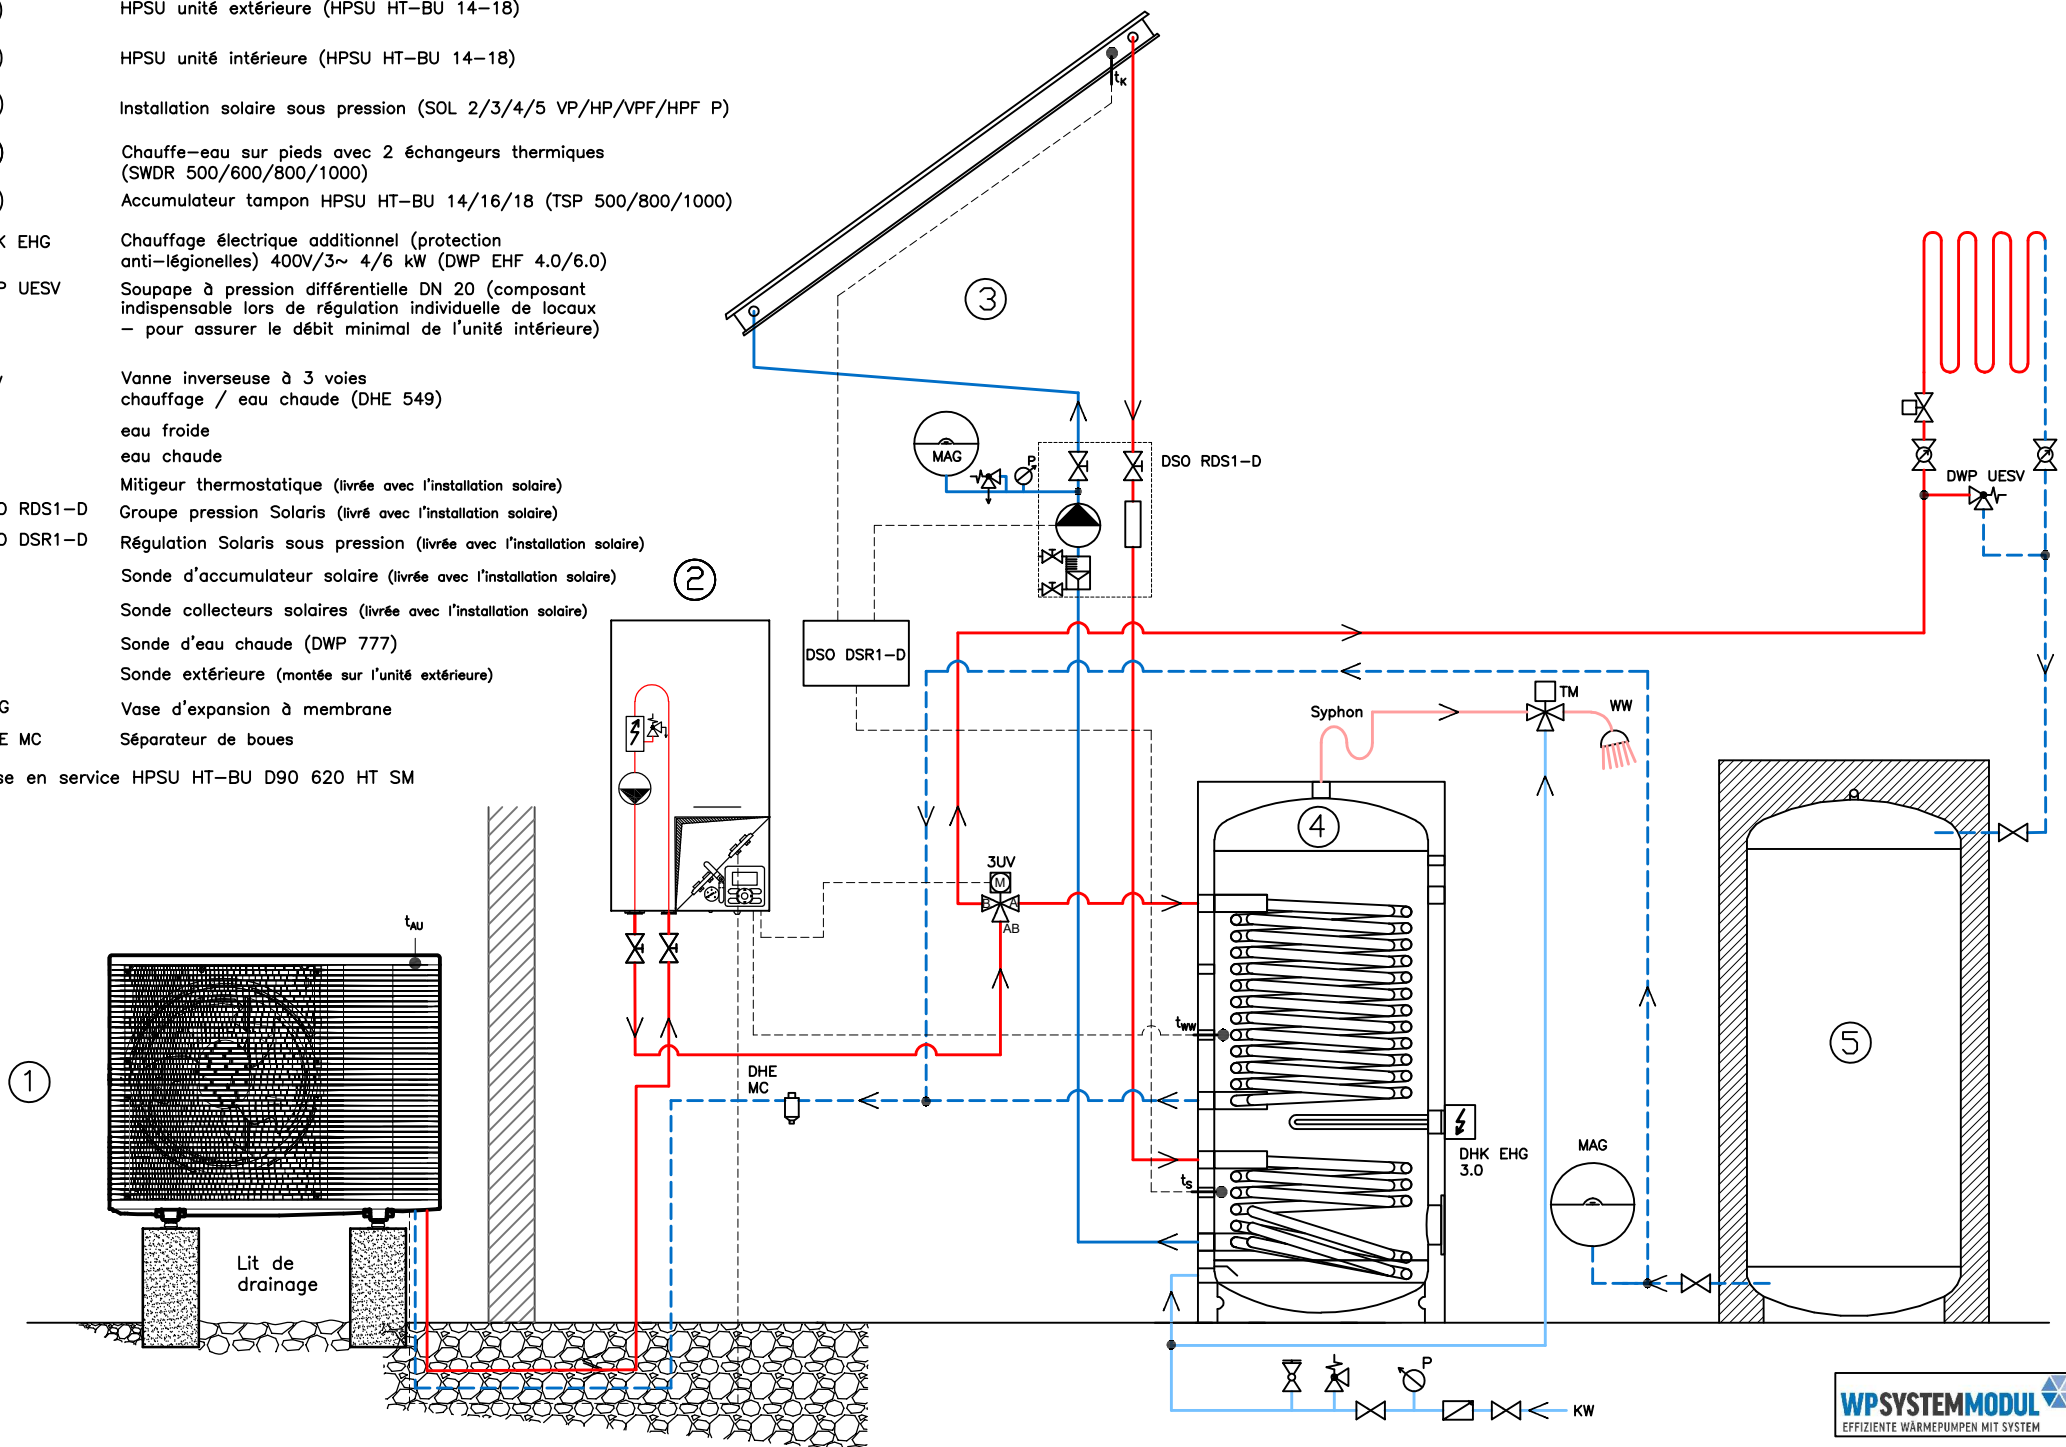 HPSU unité extérieure (HPSU HT-BU 14-18)
HPSU unité intérieure (HPSU HT-BU 14-18)
Installation solaire sous pression (SOL 2/3/4/5 VP/HP/VPF/HPF P)
Chauffe-eau sur pieds avec 2 échangeurs thermiques
(SWDR 500/600/800/1000)
Accumulateur tampon HPSU HT-BU 14/16/18 (TSP 500/800/1000)
K EHG Chauffage électrique additionnel (protection
anti-légionelles) 400V/3~ 4/6 kW (DWP EHF 4.0/6.0)
P UESV Soupape à pression différentielle DN 20 (composant
indispensable lors de régulation individuelle de locaux
- pour assurer le débit minimal de l'unité intérieure)
Vanne inverseuse à 3 voies
chauffage / eau chaude (DHE 549)
eau froide
eau chaude
Mitigeur thermostatique (livrée avec l'installation solaire)
O RDS1-D Groupe pression Solaris (livré avec l'installation solaire)
O DSR1-D Régulation Solaris sous pression (livrée avec l'installation solaire)
Sonde d'accumulateur solaire (livrée avec l'installation solaire)
Sonde collecteurs solaires (livrée avec l'installation solaire)
Sonde d'eau chaude (DWP 777)
Sonde extérieure (montée sur l'unité extérieure)
G Vase d'expansion à membrane
E MC Séparateur de boues
se en service HPSU HT-BU D90 620 HT SM
tK
3
MAG
P
DSO RDS1-D
DWP UESV
2
DSO DSR1-D
TM
Syphon
WW
4
3UV
M
B A
AB
tAU
tWW
5
1
DHE
MC
DHK EHG
3.0
MAG
tS
Lit de
drainage
P
KW
WPSYSTEMMODUL
EFFIZIENTE WÄRMEPUMPEN MIT SYSTEM